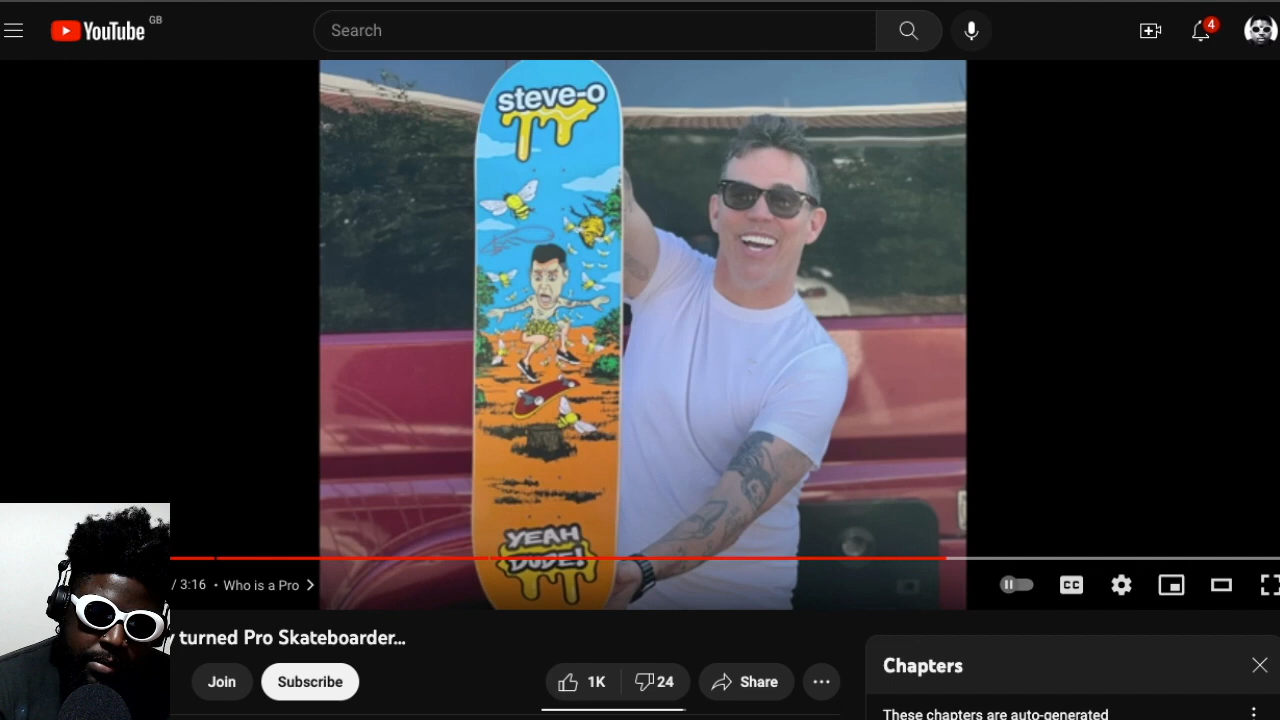 YouTube GB
Search
4
steve-o
YEAH
DUDE!
/ 3:16 • Who is a Pro
CC
turned Pro Skateboarder...
Join
Subscribe
1K
24
Share
Chapters
These chapters are auto-generated